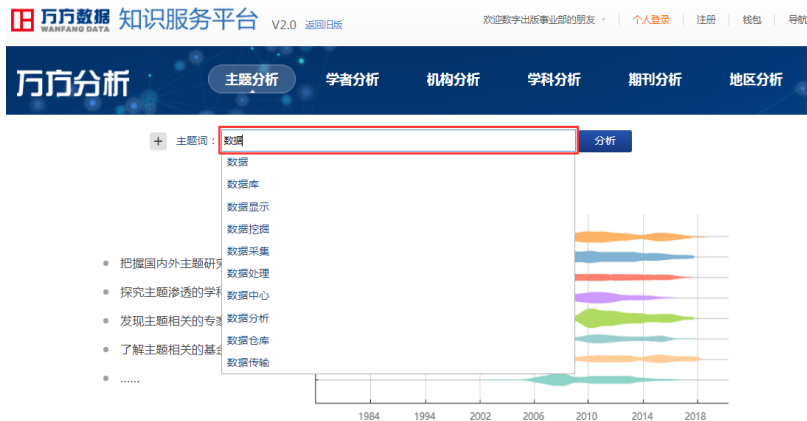 万方数据 知识服务平台 V2.0 返回旧版 欢迎数字出版事业部的朋友 个人登录 注册 钱包 导航
WANFANG DATA
万方分析 主题分析 学者分析 机构分析 学科分析 期刊分析 地区分析
+ 主题词： 数据 分析
数据
数据库
数据显示
数据挖掘
数据采集
数据处理
数据中心
数据分析
数据仓库
数据传输
把握国内外主题研
探究主题渗透的学
发现主题相关的专
了解主题相关的基
......
1984 1994 2002 2006 2010 2014 2018